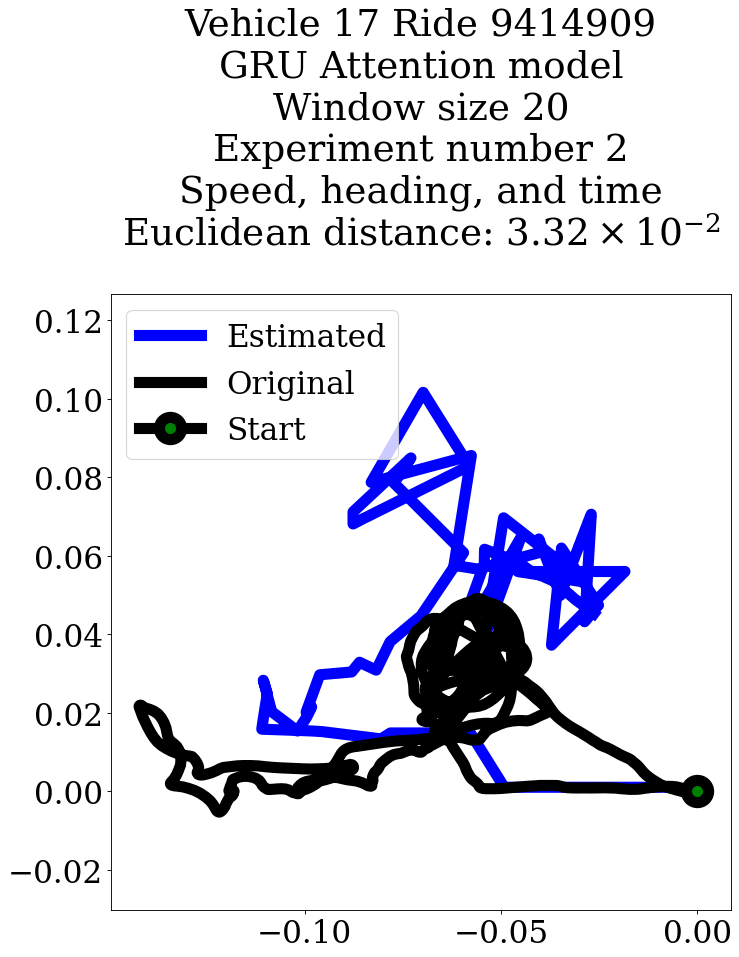 Vehicle 17 Ride 9414909
GRU Attention model
Window size 20
Experiment number 2
Speed, heading, and time
Euclidean distance: 3.32 × 10⁻²
Estimated
Original
Start
0.12
0.10
0.08
0.06
0.04
0.02
0.00
−0.02
−0.10
−0.05
0.00